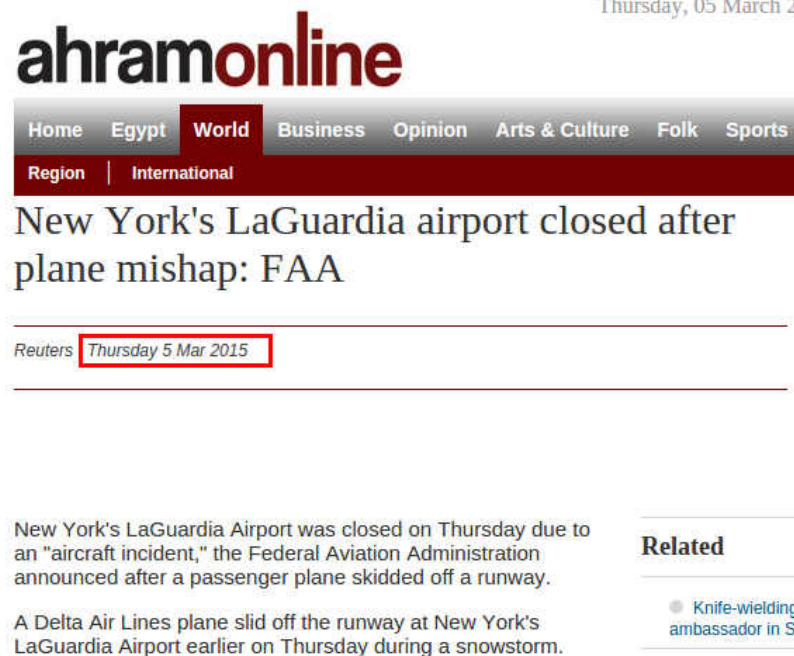 Thursday, 05 March 2
ahramonline
Home Egypt World Business Opinion Arts & Culture Folk Sports
Region | International
New York's LaGuardia airport closed after
plane mishap: FAA
Reuters Thursday 5 Mar 2015
New York's LaGuardia Airport was closed on Thursday due to
an "aircraft incident," the Federal Aviation Administration
announced after a passenger plane skidded off a runway.
A Delta Air Lines plane slid off the runway at New York's
LaGuardia Airport earlier on Thursday during a snowstorm.
Related
Knife-wielding
ambassador in S